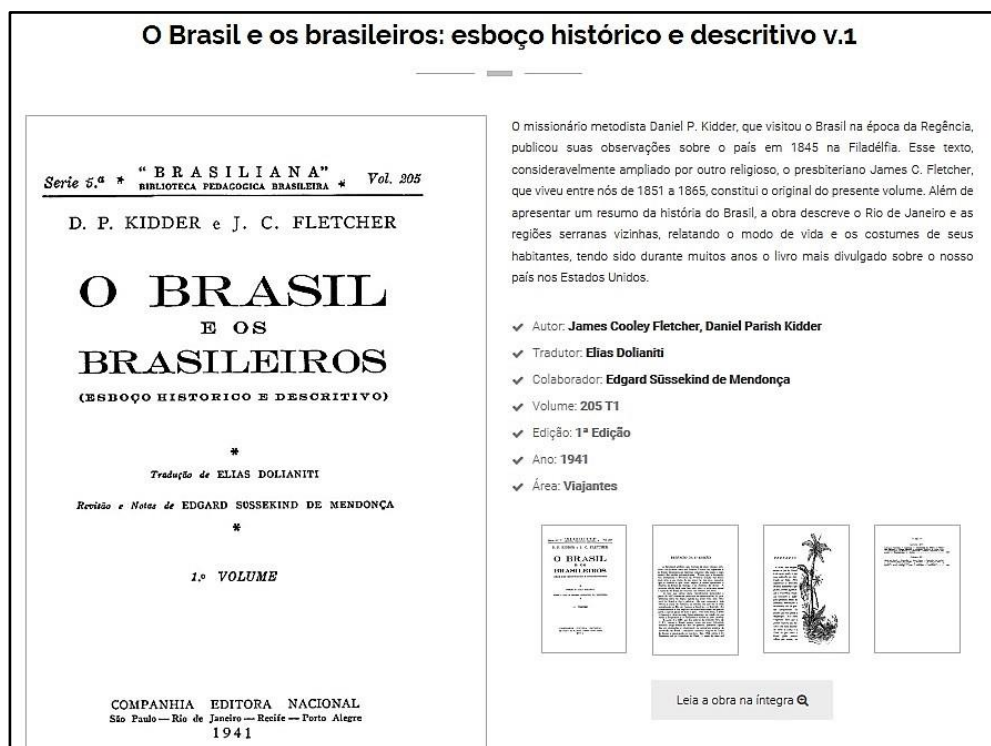 O Brasil e os brasileiros: esboço histórico e descritivo v.1
Serie 5.ª * "BRASILIANA" * Vol. 205
BIBLIOTECA PEDAGOGICA BRASILEIRA
D. P. KIDDER e J. C. FLETCHER
O BRASIL
E OS
BRASILEIROS
(ESBOÇO HISTORICO E DESCRITIVO)
*
Tradução de ELIAS DOLIANITI
Revisão e Notas de EDGARD SÜSSEKIND DE MENDONÇA
*
1.º VOLUME
COMPANHIA EDITORA NACIONAL
São Paulo — Rio de Janeiro — Recife — Porto Alegre
1941
O missionário metodista Daniel P. Kidder, que visitou o Brasil na época da Regência,
publicou suas observações sobre o país em 1845 na Filadélfia. Esse texto,
consideravelmente ampliado por outro religioso, o presbiteriano James C. Fletcher,
que viveu entre nós de 1851 a 1865, constitui o original do presente volume. Além de
apresentar um resumo da história do Brasil, a obra descreve o Rio de Janeiro e as
regiões serranas vizinhas, relatando o modo de vida e os costumes de seus
habitantes, tendo sido durante muitos anos o livro mais divulgado sobre o nosso
país nos Estados Unidos.
Autor: James Cooley Fletcher, Daniel Parish Kidder
Tradutor: Elias Dolianiti
Colaborador: Edgard Süssekind de Mendonça
Volume: 205 T1
Edição: 1ª Edição
Ano: 1941
Área: Viajantes
O BRASIL
E OS
BRASILEIROS
Leia a obra na íntegra